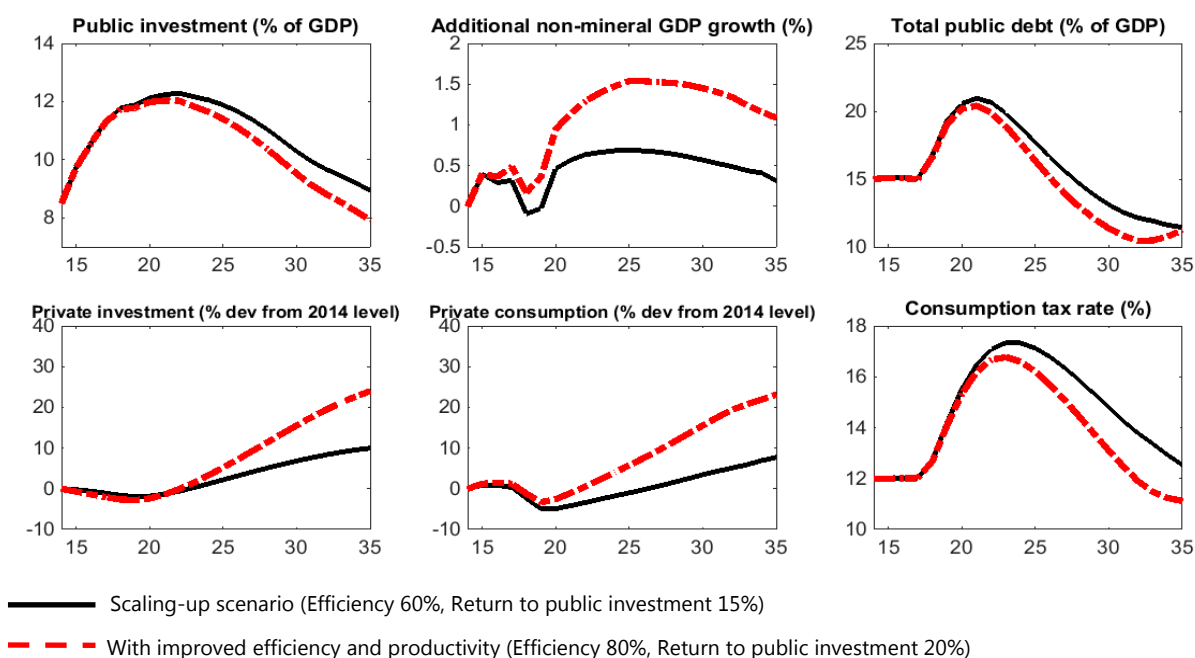 Public investment (% of GDP)
14
12
10
8
15 20 25 30 35
Additional non-mineral GDP growth (%)
2
1.5
1
0.5
0
-0.5
15 20 25 30 35
Total public debt (% of GDP)
25
20
15
10
15 20 25 30 35
Private investment (% dev from 2014 level)
40
30
20
10
0
-10
15 20 25 30 35
Private consumption (% dev from 2014 level)
40
30
20
10
0
-10
15 20 25 30 35
Consumption tax rate (%)
18
16
14
12
10
15 20 25 30 35
Scaling-up scenario (Efficiency 60%, Return to public investment 15%)
With improved efficiency and productivity (Efficiency 80%, Return to public investment 20%)